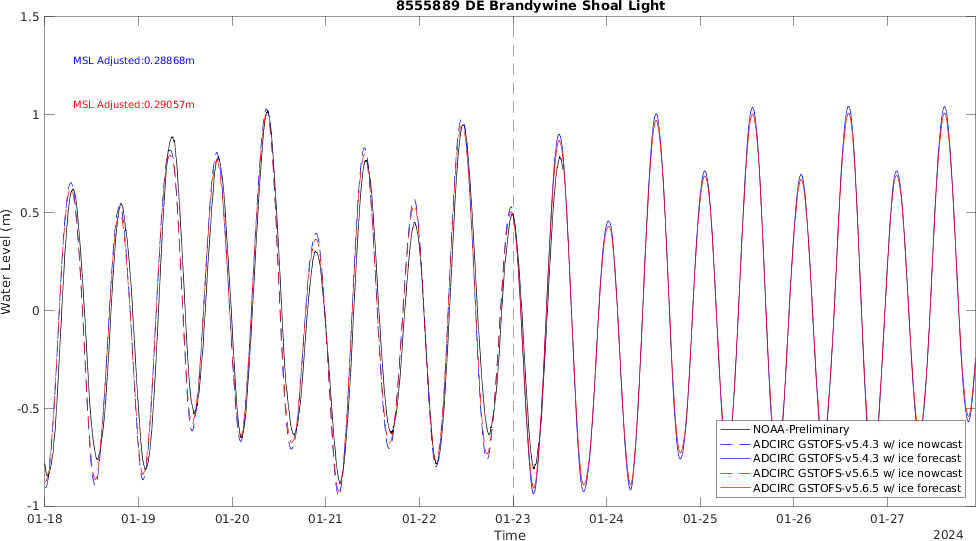 8555889 DE Brandywine Shoal Light
1.5
MSL Adjusted:0.28868m
MSL Adjusted:0.29057m
1
0.5
0
-0.5
-1
Water Level (m)
NOAA-Preliminary
ADCIRC GSTOFS-v5.4.3 w/ ice nowcast
ADCIRC GSTOFS-v5.4.3 w/ ice forecast
ADCIRC GSTOFS-v5.6.5 w/ ice nowcast
ADCIRC GSTOFS-v5.6.5 w/ ice forecast
01-18 01-19 01-20 01-21 01-22 01-23 01-24 01-25 01-26 01-27
Time
2024